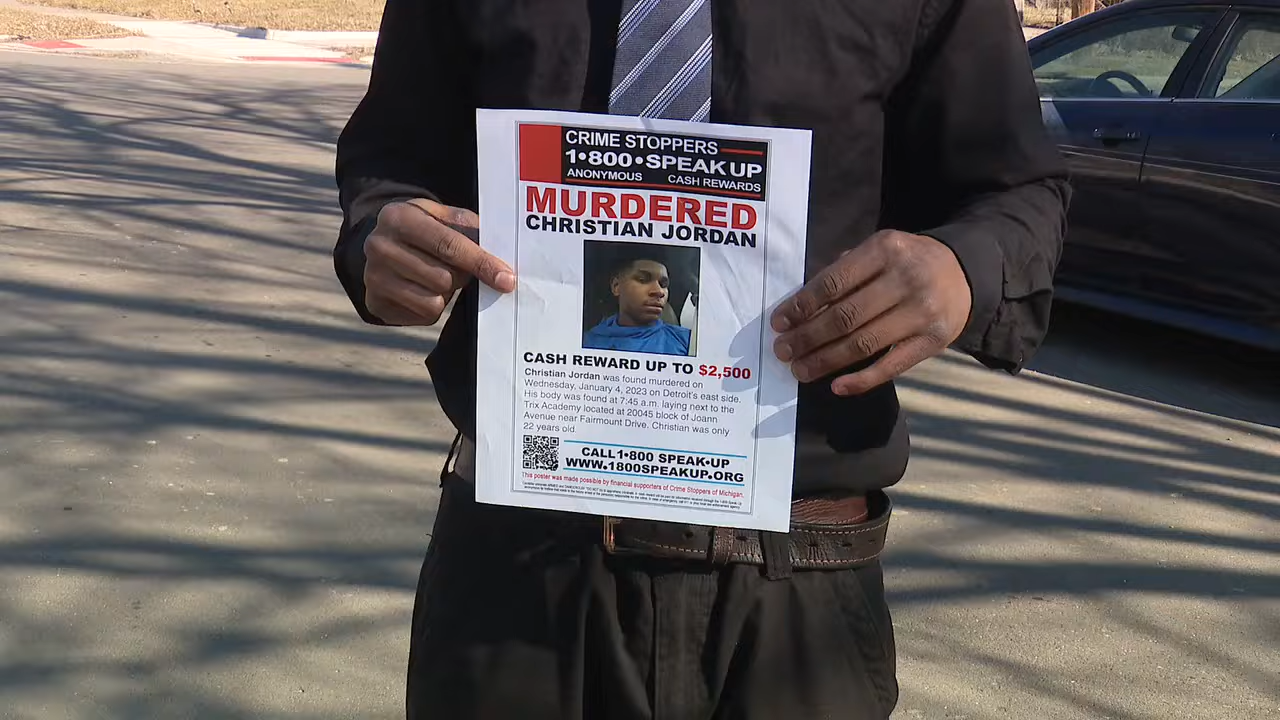 CRIME STOPPERS
1•800•SPEAK UP
ANONYMOUS CASH REWARDS
MURDERED
CHRISTIAN JORDAN
CASH REWARD UP TO $2,500
Christian Jordan was found murdered on
Wednesday, January 4, 2023 on Detroit's east side.
His body was found at 7:45 a.m. laying next to the
Trix Academy located at 20045 block of Joann
Avenue near Fairmount Drive. Christian was only
22 years old
CALL 1•800 SPEAK•UP
WWW.1800SPEAKUP.ORG
This poster was made possible by financial supporters of Crime Stoppers of Michigan.